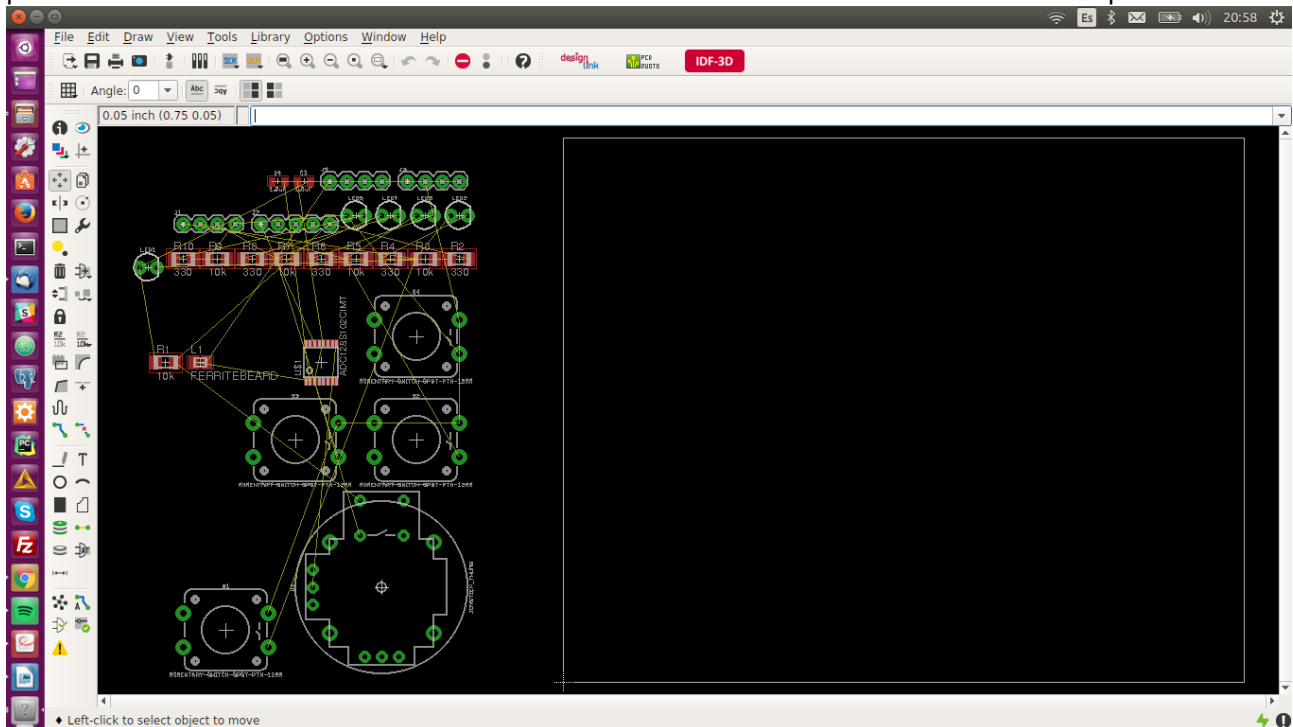 Es 20:58
File Edit Draw View Tools Library Options Window Help
SCR ULP design link PCB QUOTE IDF-3D
Angle: 0 Abc
0.05 inch (0.75 0.05)
LED1
R10 R9 R8 R7 R6 R5 R4 R3 R2
330 10k 330 10k 330 10k 330 10k 330
R1 L1
10k FERRITEBEARD
U$1
ADC128S102CIMT
MOMENTARY-SWITCH-SPST-PTH-12MM
MOMENTARY-SWITCH-SPST-PTH-12MM
MOMENTARY-SWITCH-SPST-PTH-12MM
MOMENTARY-SWITCH-SPST-PTH-12MM
Left-click to select object to move